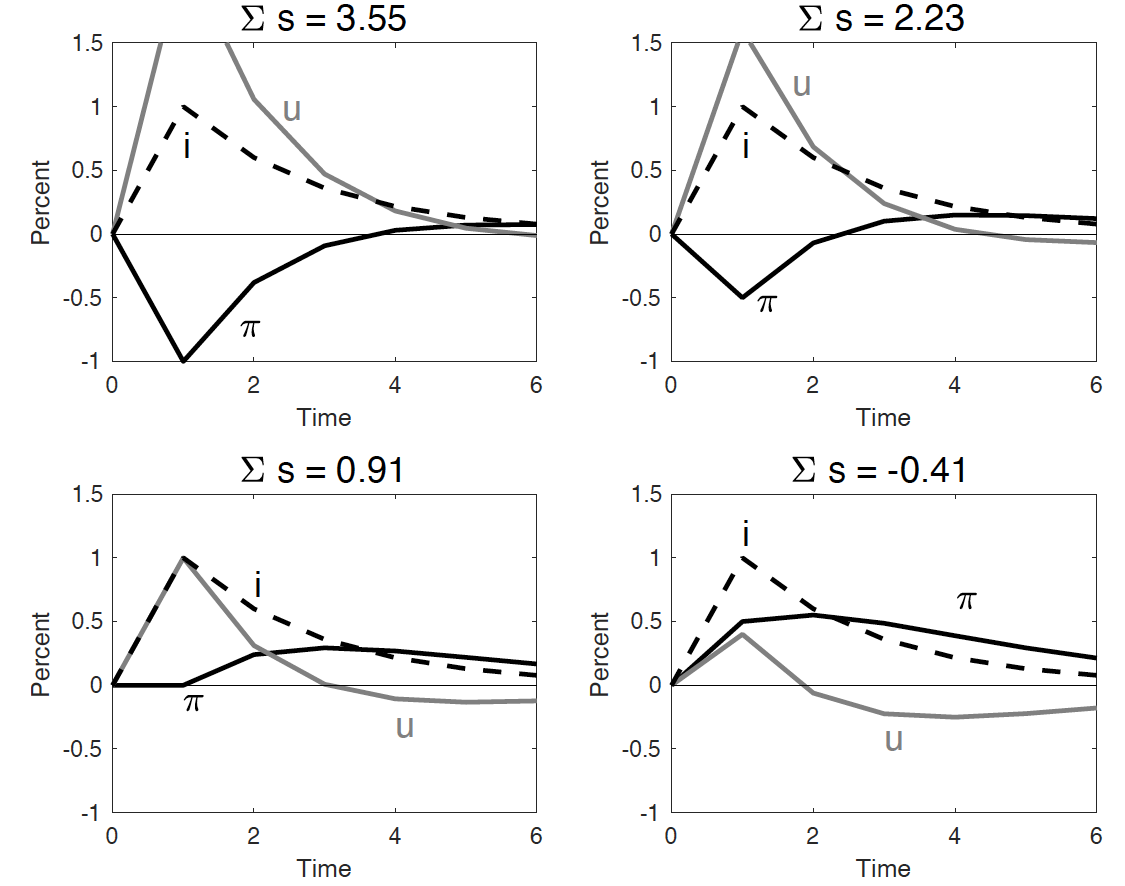 Σ s = 3.55
1.5
1
0.5
0
-0.5
-1
Percent
u
i
π
0 2 4 6
Time
Σ s = 2.23
1.5
1
0.5
0
-0.5
-1
Percent
u
i
π
0 2 4 6
Time
Σ s = 0.91
1.5
1
0.5
0
-0.5
-1
Percent
i
π
u
0 2 4 6
Time
Σ s = -0.41
1.5
1
0.5
0
-0.5
-1
Percent
i
π
u
0 2 4 6
Time